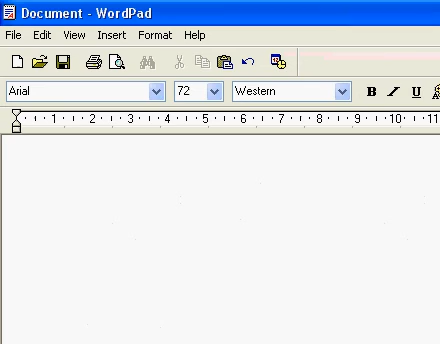 Document - WordPad
File Edit View Insert Format Help
Arial 72 Western B I U
1 2 3 4 5 6 7 8 9 10 11